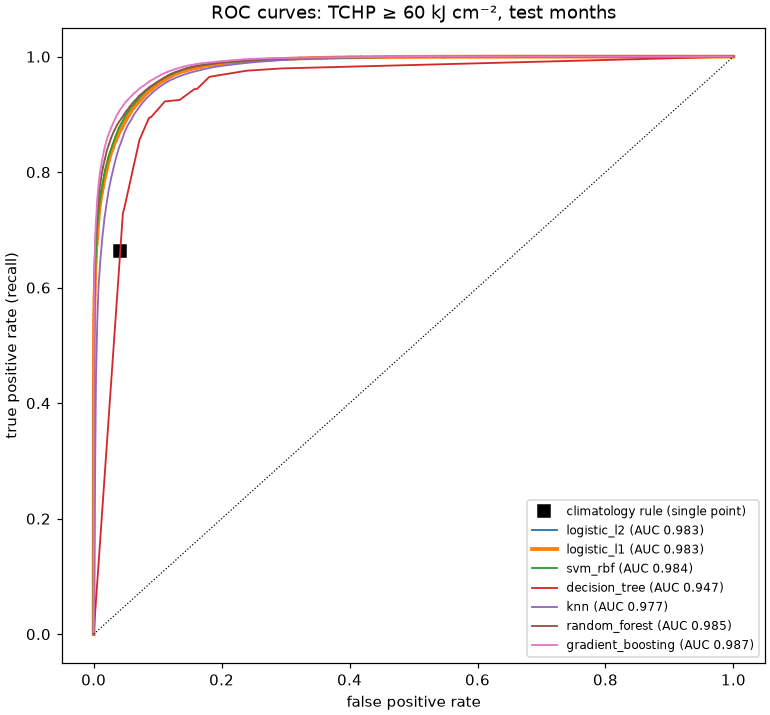 ROC curves: TCHP ≥ 60 kJ cm⁻², test months
1.0
0.8
0.6
0.4
0.2
0.0
true positive rate (recall)
climatology rule (single point)
logistic_l2 (AUC 0.983)
logistic_l1 (AUC 0.983)
svm_rbf (AUC 0.984)
decision_tree (AUC 0.947)
knn (AUC 0.977)
random_forest (AUC 0.985)
gradient_boosting (AUC 0.987)
0.0 0.2 0.4 0.6 0.8 1.0
false positive rate